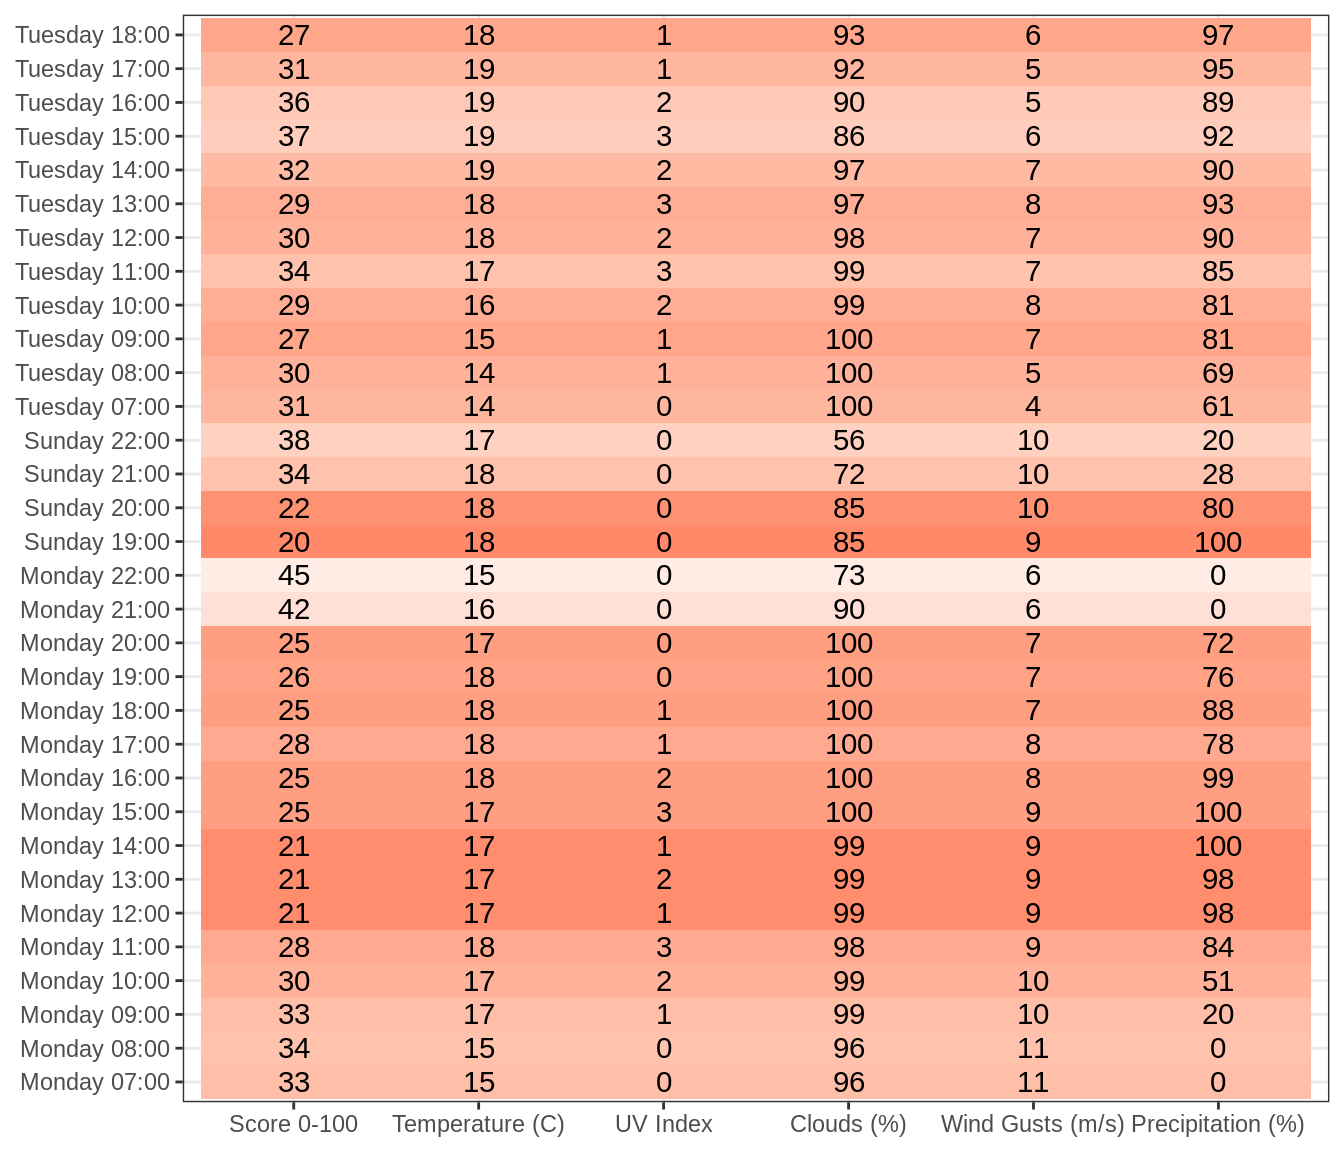 Tuesday 18:00 27 18 1 93 6 97
Tuesday 17:00 31 19 1 92 5 95
Tuesday 16:00 36 19 2 90 5 89
Tuesday 15:00 37 19 3 86 6 92
Tuesday 14:00 32 19 2 97 7 90
Tuesday 13:00 29 18 3 97 8 93
Tuesday 12:00 30 18 2 98 7 90
Tuesday 11:00 34 17 3 99 7 85
Tuesday 10:00 29 16 2 99 8 81
Tuesday 09:00 27 15 1 100 7 81
Tuesday 08:00 30 14 1 100 5 69
Tuesday 07:00 31 14 0 100 4 61
Sunday 22:00 38 17 0 56 10 20
Sunday 21:00 34 18 0 72 10 28
Sunday 20:00 22 18 0 85 10 80
Sunday 19:00 20 18 0 85 9 100
Monday 22:00 45 15 0 73 6 0
Monday 21:00 42 16 0 90 6 0
Monday 20:00 25 17 0 100 7 72
Monday 19:00 26 18 0 100 7 76
Monday 18:00 25 18 1 100 7 88
Monday 17:00 28 18 1 100 8 78
Monday 16:00 25 18 2 100 8 99
Monday 15:00 25 17 3 100 9 100
Monday 14:00 21 17 1 99 9 100
Monday 13:00 21 17 2 99 9 98
Monday 12:00 21 17 1 99 9 98
Monday 11:00 28 18 3 98 9 84
Monday 10:00 30 17 2 99 10 51
Monday 09:00 33 17 1 99 10 20
Monday 08:00 34 15 0 96 11 0
Monday 07:00 33 15 0 96 11 0
Score 0-100 Temperature (C) UV Index Clouds (%) Wind Gusts (m/s) Precipitation (%)